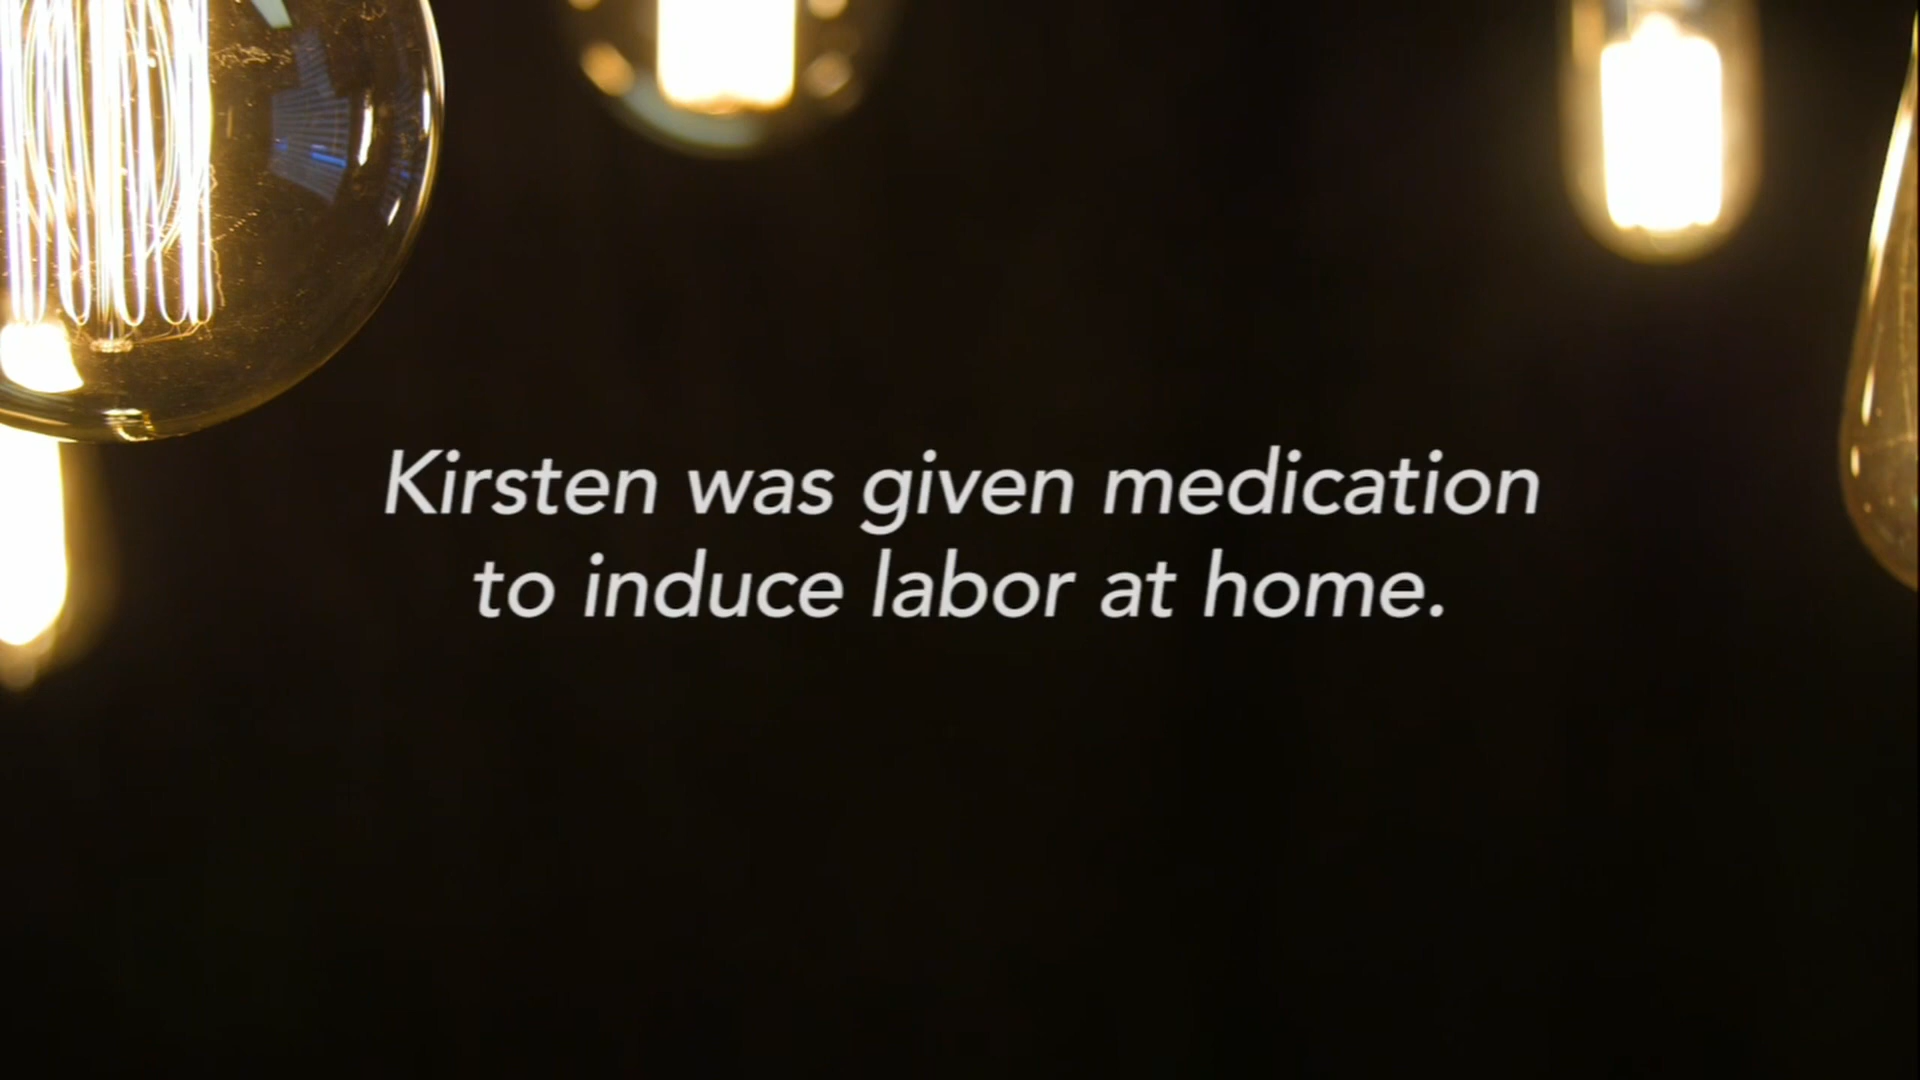 Kirsten was given medication
to induce labor at home.